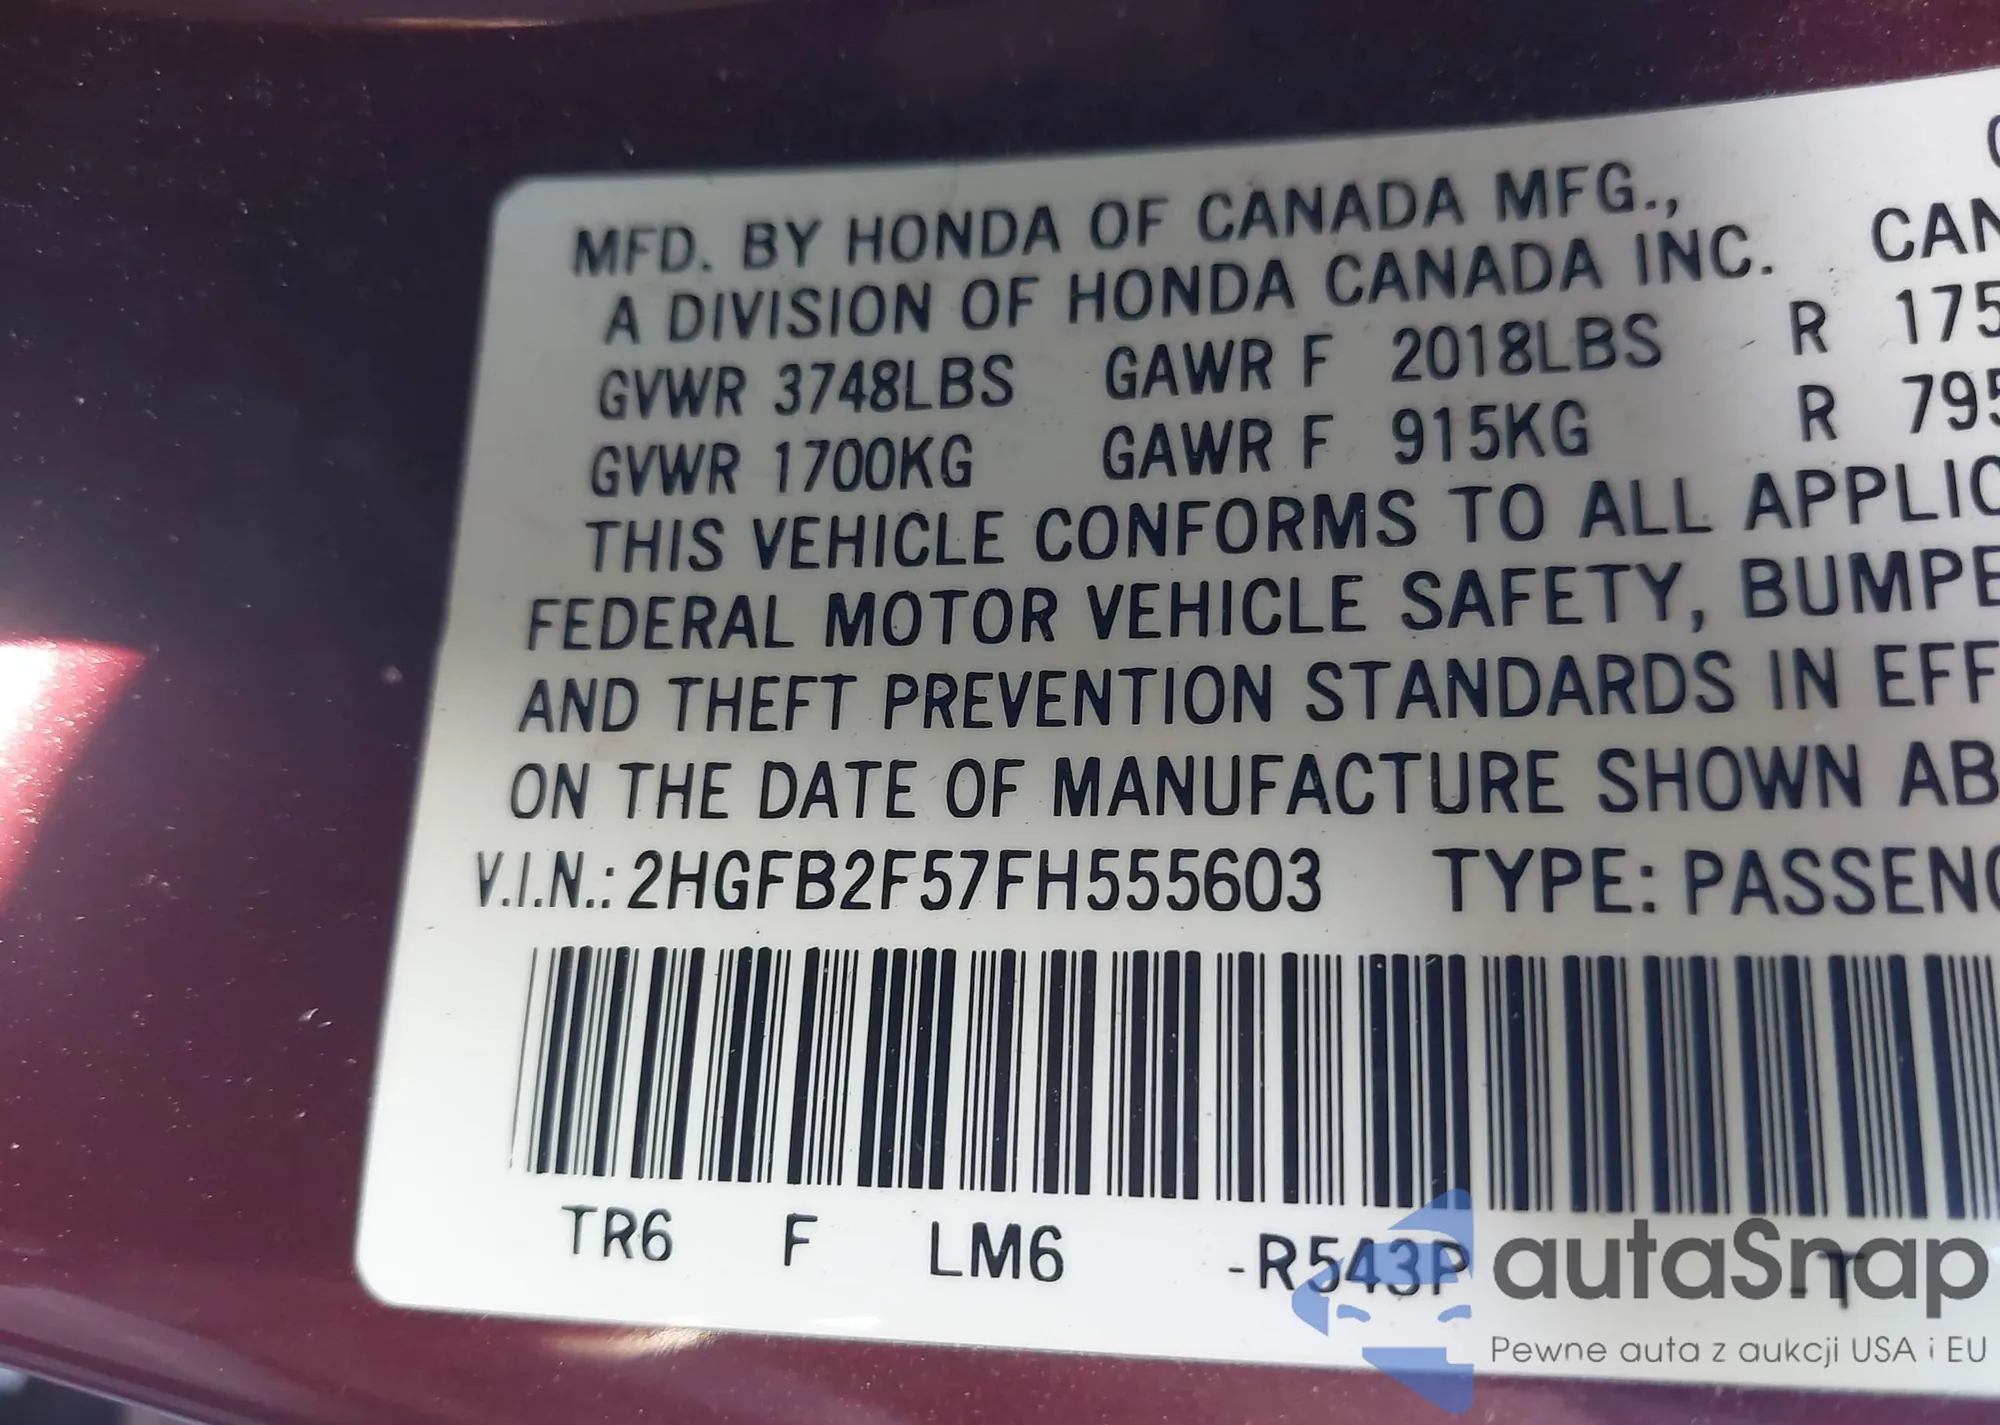 MFD. BY HONDA OF CANADA MFG.,
A DIVISION OF HONDA CANADA INC. CAN
GVWR 3748LBS GAWR F 2018LBS R 175
GVWR 1700KG GAWR F 915KG R 795
THIS VEHICLE CONFORMS TO ALL APPLIC
FEDERAL MOTOR VEHICLE SAFETY, BUMPE
AND THEFT PREVENTION STANDARDS IN EFF
ON THE DATE OF MANUFACTURE SHOWN AB
V.I.N.: 2HGFB2F57FH555603 TYPE: PASSENG
TR6 F LM6 -R543P -T
autaSnap
Pewne auta z aukcji USA i EU